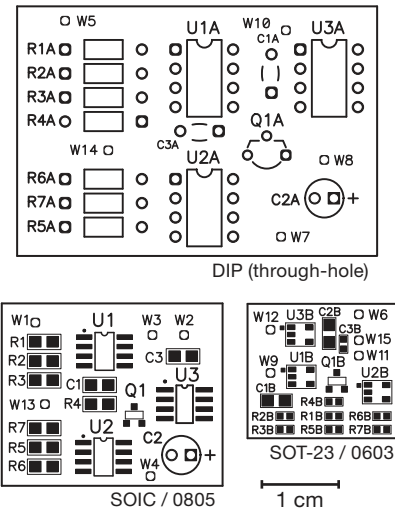 W5
U1A
W10
C1A
U3A
R1A
R2A
R3A
R4A
Q1A
C3A
W14
U2A
W8
R6A
R7A
R5A
C2A +
W7
DIP (through-hole)
W1
U1
W3
W2
R1
R2
C3
R3
C1
Q1
U3
R4
W13
R7
U2
C2
R5
+
R6
W4
SOIC / 0805
U3B
C2B
W6
W12
C3B
W15
W11
U1B
W9
Q1B
U2B
C1B
R4B
R2B
R1B
R6B
R3B
R5B
R7B
SOT-23 / 0603
1 cm